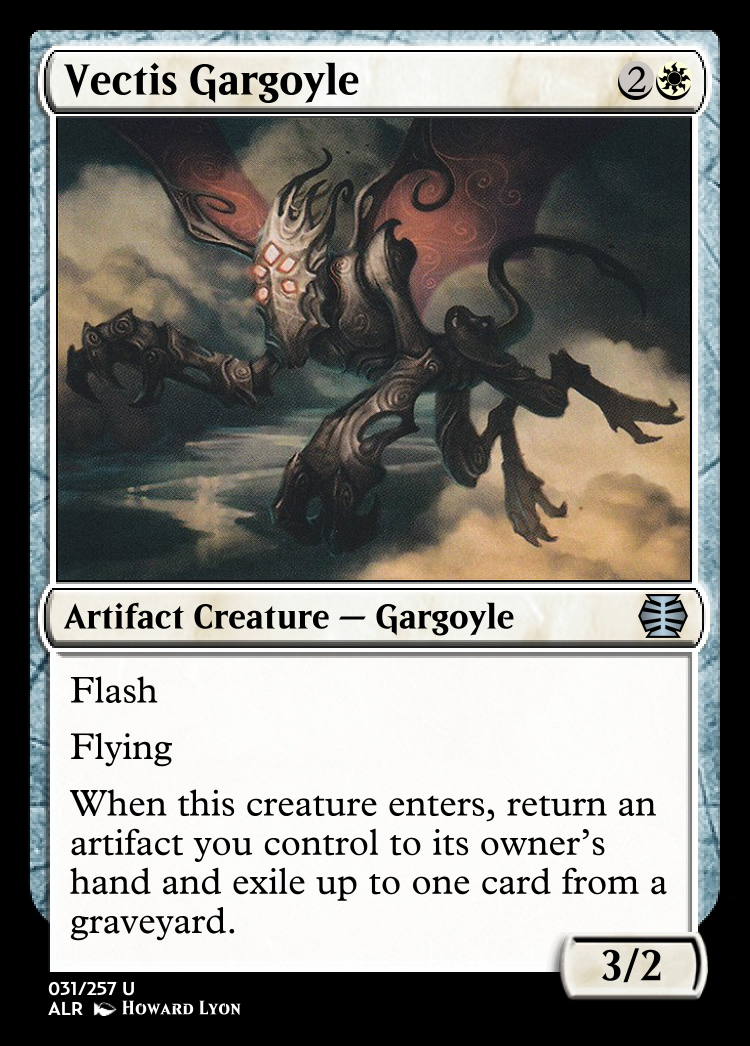 Vectis Gargoyle 2
Artifact Creature — Gargoyle
Flash
Flying
When this creature enters, return an
artifact you control to its owner's
hand and exile up to one card from a
graveyard.
3/2
031/257 U
ALR Howard Lyon